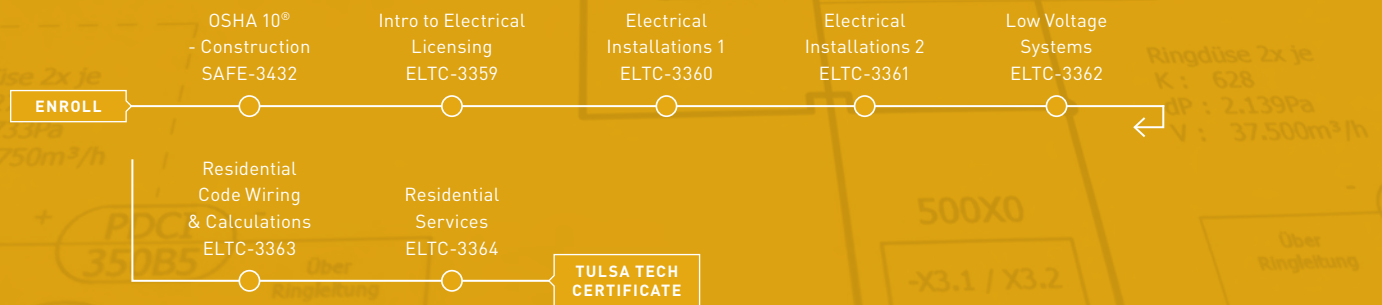 OSHA 10®
- Construction
SAFE-3432
Intro to Electrical
Licensing
ELTC-3359
Electrical
Installations 1
ELTC-3360
Electrical
Installations 2
ELTC-3361
Low Voltage
Systems
ELTC-3362
ENROLL
Residential
Code Wiring
& Calculations
ELTC-3363
Residential
Services
ELTC-3364
TULSA TECH
CERTIFICATE
Ringdüse 2x je
K : 628
dP : 2.139Pa
V : 37.500m³/h
750m³/h
PDC1
350B5
Über
Ringleitung
500X0
-X3.1 / X3.2
Über
Ringleitung